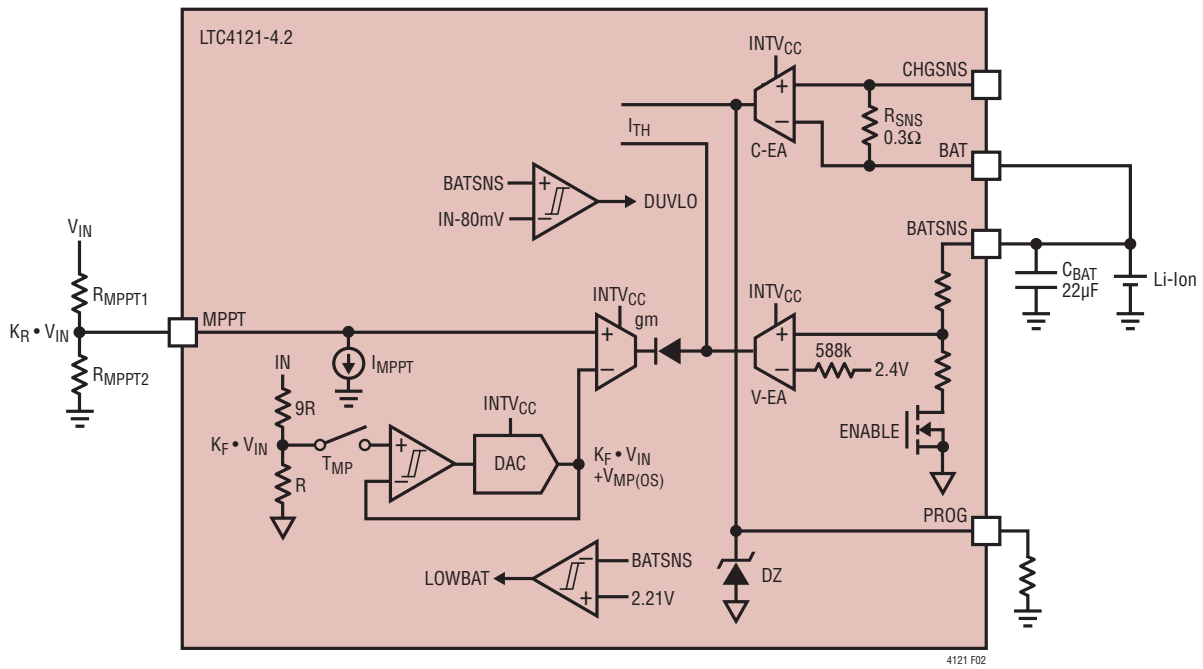 LTC4121-4.2
INTVCC
CHGSNS
+
–
C-EA
RSNS
0.3Ω
BAT
ITH
BATSNS
+
IN-80mV
–
DUVLO
BATSNS
VIN
RMPPT1
KR • VIN
RMPPT2
MPPT
IMPPT
INTVCC
gm
+
–
INTVCC
+
–
V-EA
588k
2.4V
CBAT
22µF
Li-Ion
ENABLE
IN
9R
KF • VIN
R
TMP
+
–
INTVCC
DAC
KF • VIN
+VMP(OS)
PROG
LOWBAT
–
BATSNS
+
2.21V
DZ
4121 F02